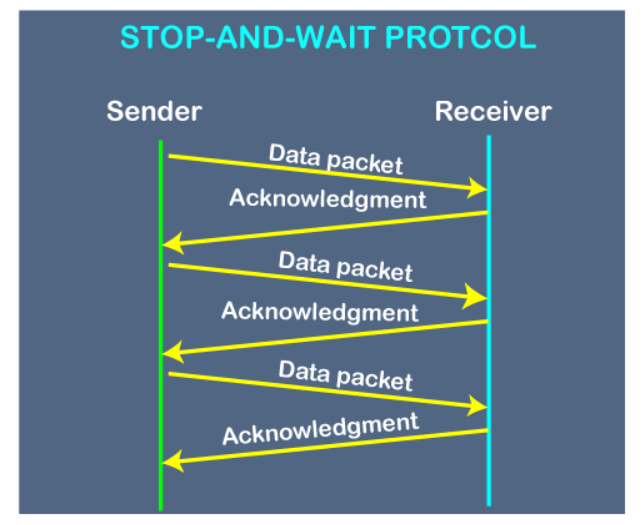 STOP-AND-WAIT PROTCOL
Sender
Receiver
Data packet
Acknowledgment
Data packet
Acknowledgment
Data packet
Acknowledgment